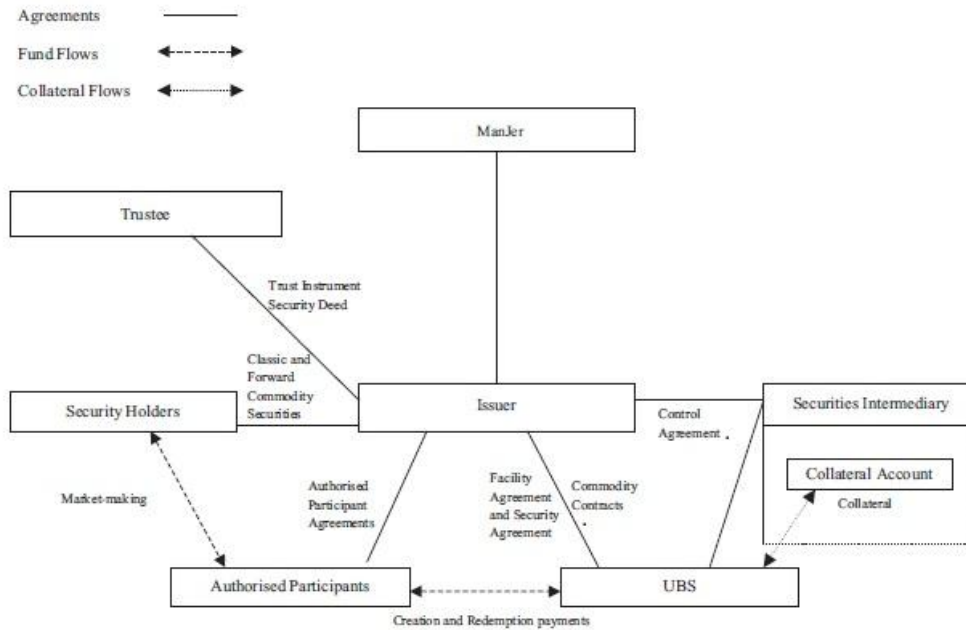 Agreements
Fund Flows
Collateral Flows
ManJer
Trustee
Trust Instrument
Security Deed
Classic and
Forward
Commodity
Securities
Security Holders
Issuer
Securities Intermediary
Control
Agreement
Collateral Account
Collateral
Market-making
Authorised
Participant
Agreements
Facility
Agreement
and Security
Agreement
Commodity
Contracts
Authorised Participants
UBS
Creation and Redemption payments